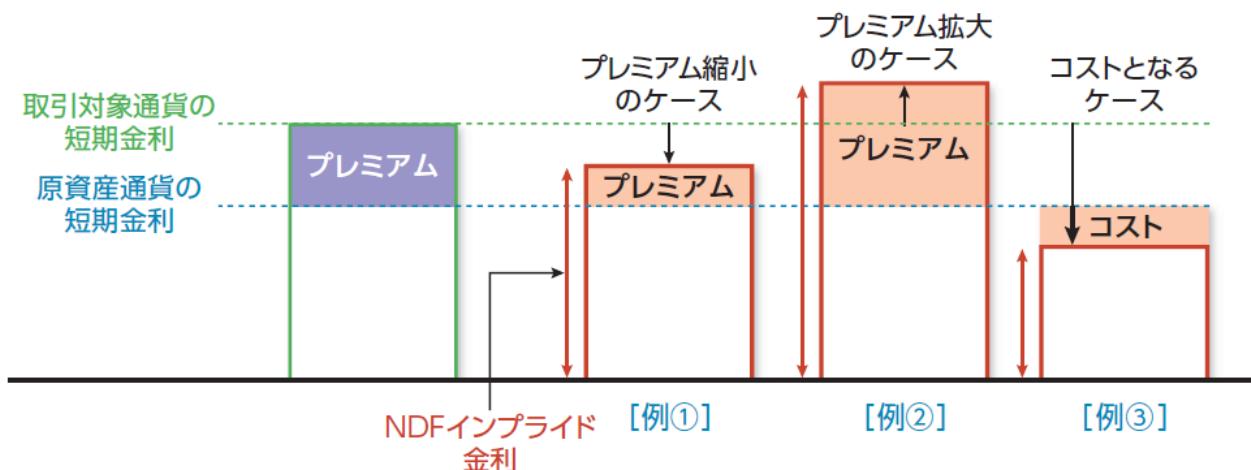 取引対象通貨の
短期金利
原資産通貨の
短期金利
プレミアム
プレミアム縮小
のケース
プレミアム
プレミアム拡大
のケース
プレミアム
コストとなる
ケース
コスト
NDFインプライド
金利
[例①]
[例②]
[例③]